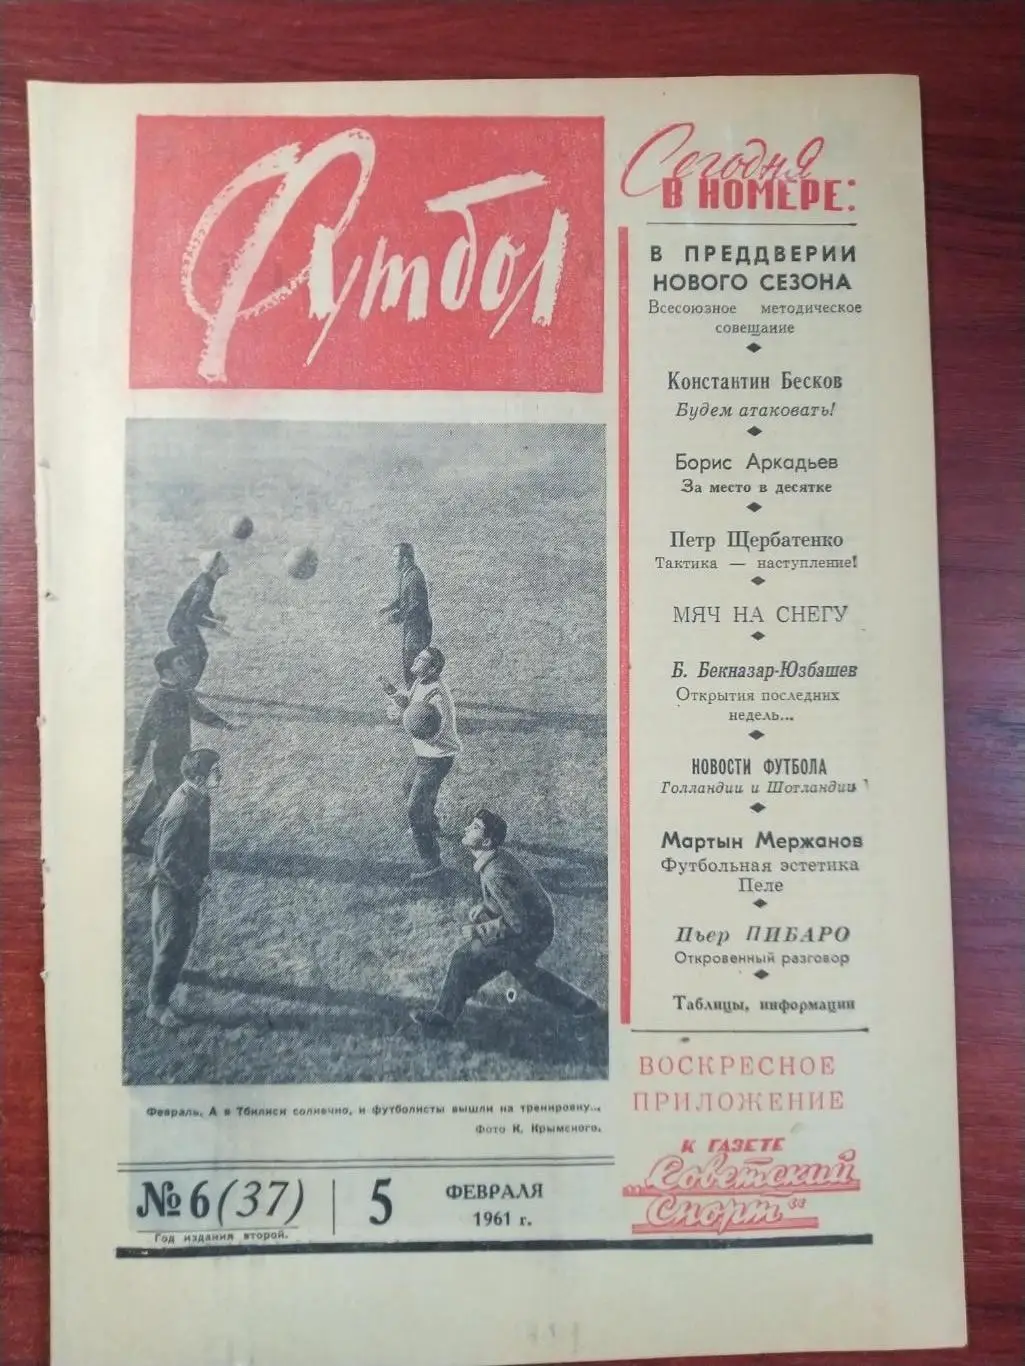 Футбол
Сегодня
В НОМЕРЕ:
В ПРЕДДВЕРИИ
НОВОГО СЕЗОНА
Всесоюзное методическое
совещание
Константин Бесков
Будем атаковать!
Борис Аркадьев
За место в десятке
Петр Щербатенко
Тактика — наступление!
МЯЧ НА СНЕГУ
Б. Бекназар-Юзбашев
Открытия последних
недель...
НОВОСТИ ФУТБОЛА
Голландии и Шотландии
Мартын Мержанов
Футбольная эстетика
Пеле
Пьер ПИБАРО
Откровенный разговор
Таблицы, информации
ВОСКРЕСНОЕ
ПРИЛОЖЕНИЕ
К ГАЗЕТЕ
„Советский
Спорт“
Февраль. А в Тбилиси солнечно, и футболисты вышли на тренировку...
Фото К. Крымского.
№ 6 (37)
Год издания второй.
5
ФЕВРАЛЯ
1961 г.